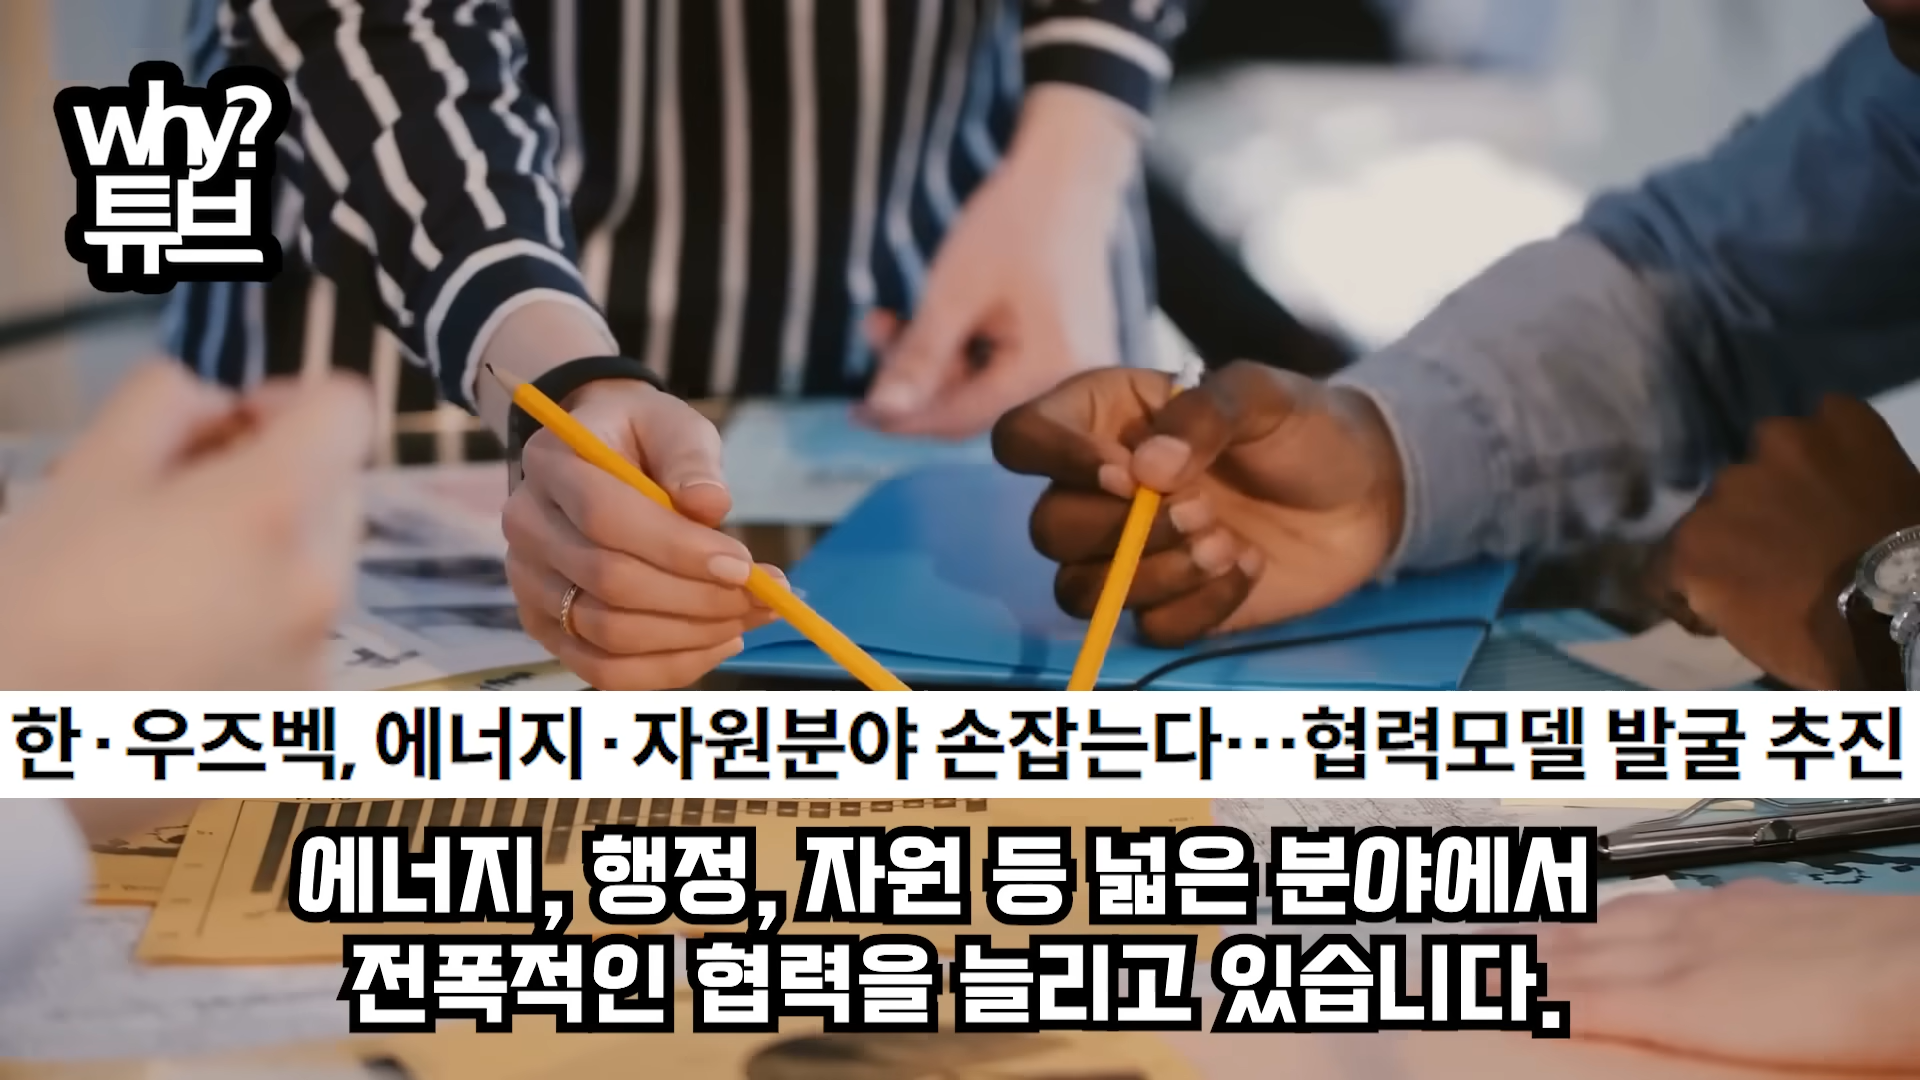 why?
튜브
한·우즈벡, 에너지·자원분야 손잡는다…협력모델 발굴 추진
에너지, 행정, 자원 등 넓은 분야에서
전폭적인 협력을 늘리고 있습니다.